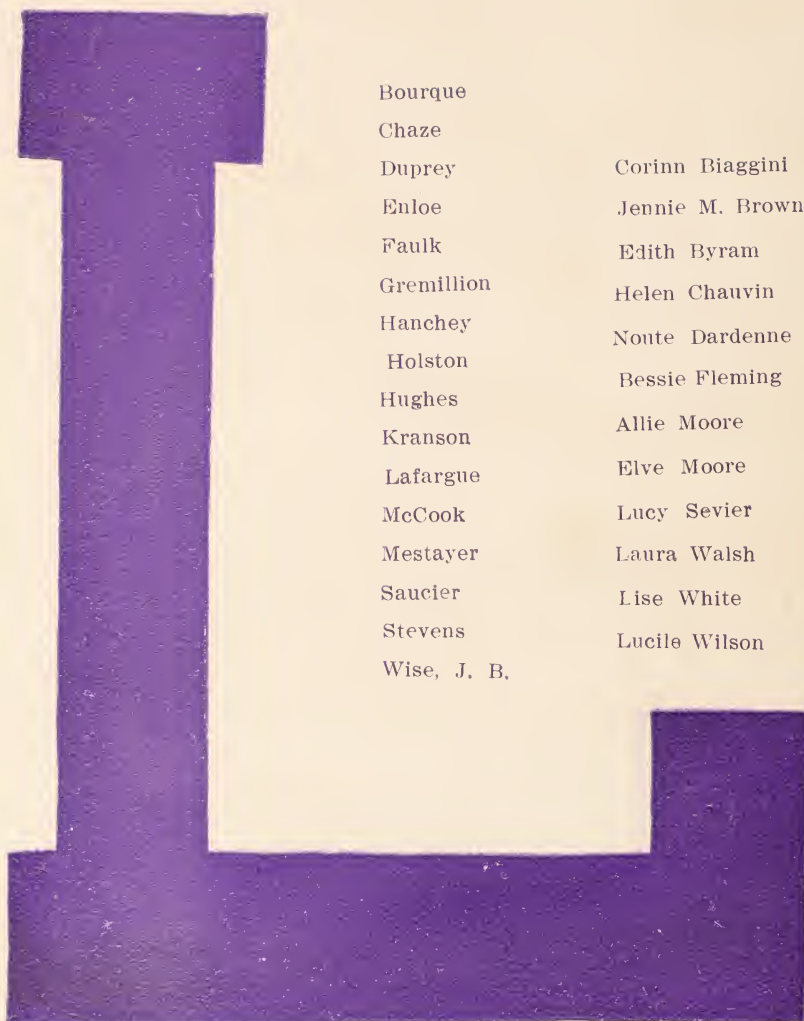 L
Bourque
Chaze
Duprey
Enloe
Faulk
Gremillion
Hanchey
Holston
Hughes
Kranson
Lafargue
McCook
Mestayer
Saucier
Stevens
Wise, J. B.
Corinn Biaggini
Jennie M. Brown
Edith Byram
Helen Chauvin
Noute Dardenne
Bessie Fleming
Allie Moore
Elve Moore
Lucy Sevier
Laura Walsh
Lise White
Lucile Wilson